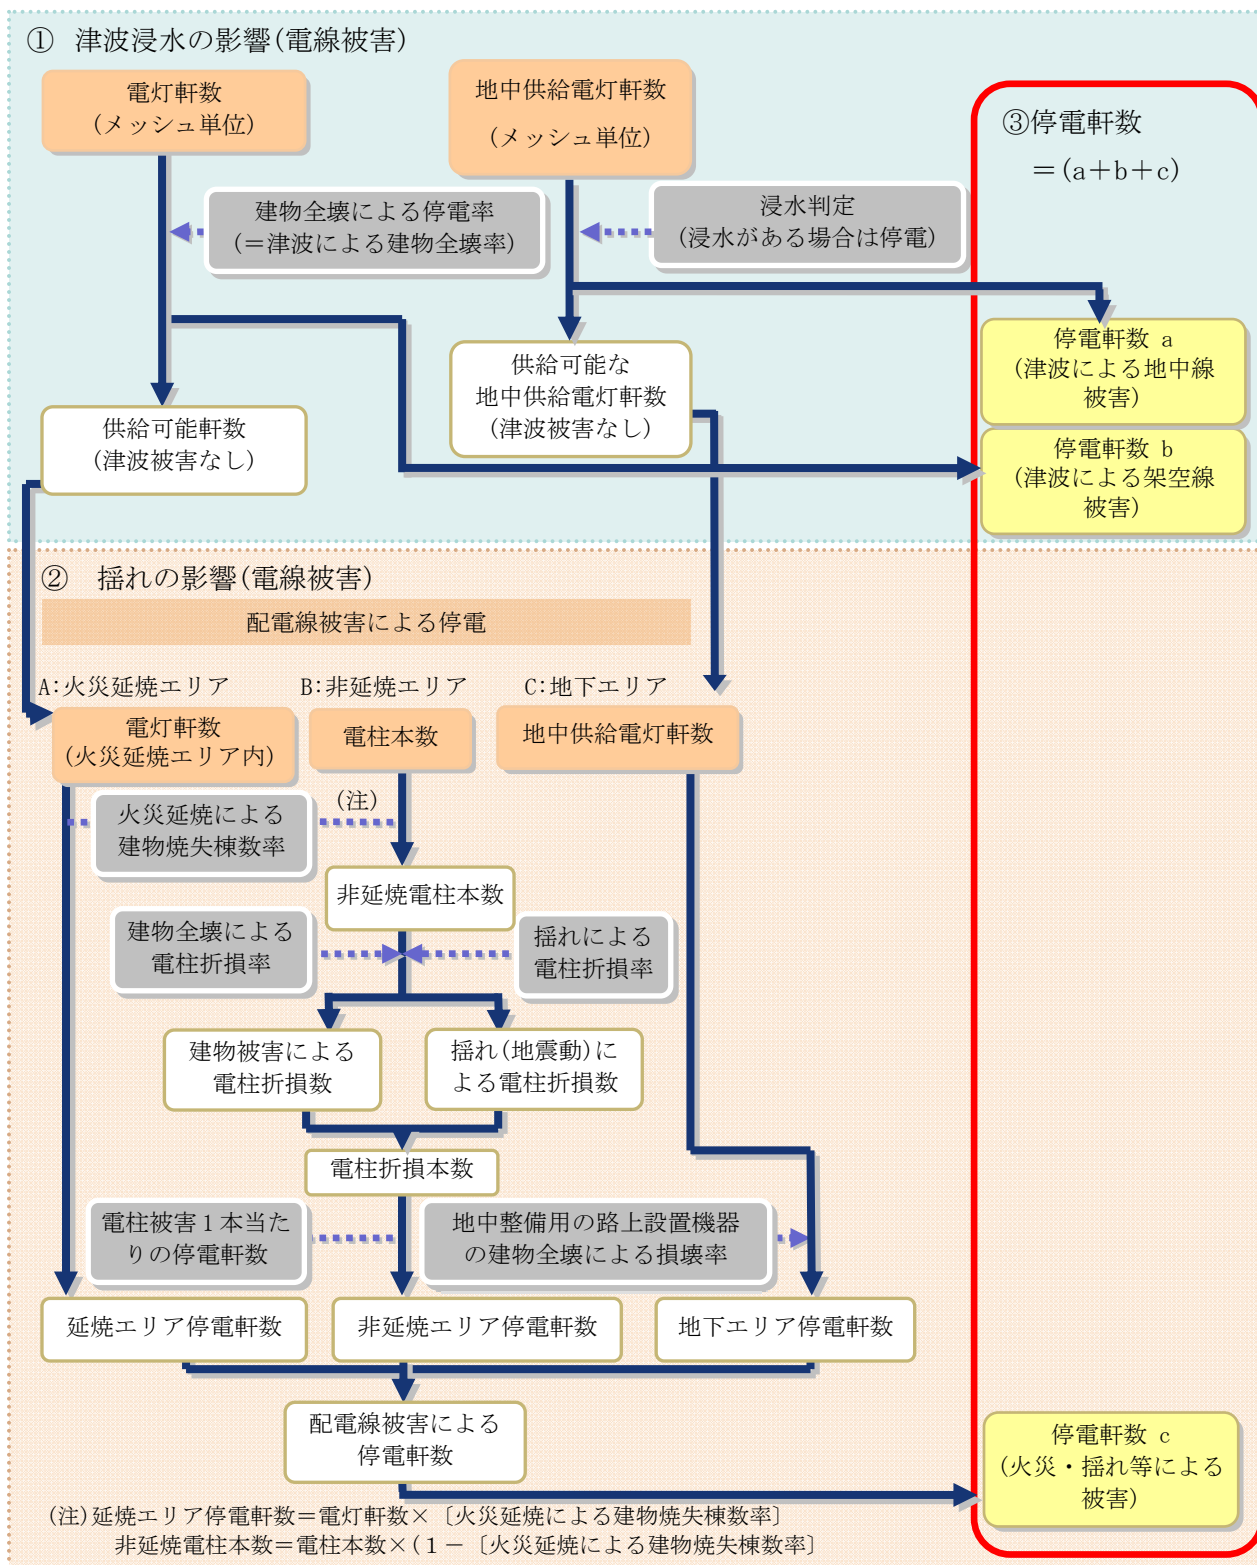 ① 津波浸水の影響(電線被害)
電灯軒数
(メッシュ単位)
地中供給電灯軒数
(メッシュ単位)
③停電軒数
＝(a＋b＋c)
建物全壊による停電率
(＝津波による建物全壊率)
浸水判定
(浸水がある場合は停電)
停電軒数 a
(津波による地中線
被害)
供給可能な
地中供給電灯軒数
(津波被害なし)
供給可能軒数
(津波被害なし)
停電軒数 b
(津波による架空線
被害)
② 揺れの影響(電線被害)
配電線被害による停電
A:火災延焼エリア
B:非延焼エリア
C:地下エリア
電灯軒数
(火災延焼エリア内)
電柱本数
地中供給電灯軒数
火災延焼による
建物焼失棟数率
(注)
非延焼電柱本数
建物全壊による
電柱折損率
揺れによる
電柱折損率
建物被害による
電柱折損数
揺れ(地震動)に
よる電柱折損数
電柱折損本数
電柱被害１本当た
りの停電軒数
地中整備用の路上設置機器
の建物全壊による損壊率
延焼エリア停電軒数
非延焼エリア停電軒数
地下エリア停電軒数
配電線被害による
停電軒数
停電軒数 c
(火災・揺れ等による
被害)
(注)延焼エリア停電軒数＝電灯軒数×〔火災延焼による建物焼失棟数率〕
非延焼電柱本数＝電柱本数×(１－〔火災延焼による建物焼失棟数率〕